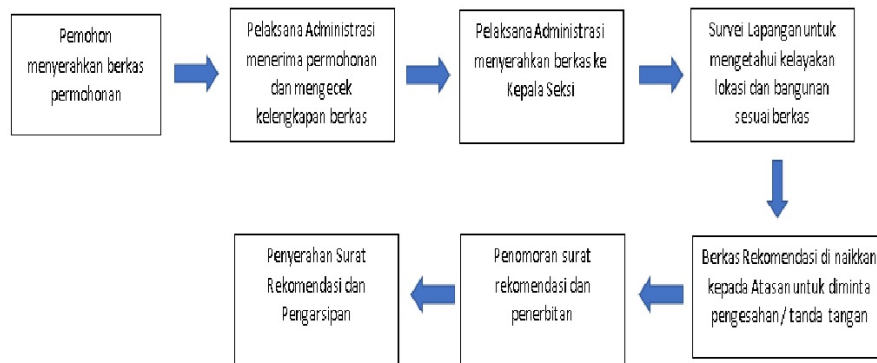 Pemohon
menyerahkan berkas
permohonan
Pelaksana Administrasi
menerima permohonan
dan mengecek
kelengkapan berkas
Pelaksana Administrasi
menyerahkan berkas ke
Kepala Seksi
Survei Lapangan untuk
mengetahui kelayakan
lokasi dan bangunan
sesuai berkas
Berkas Rekomendasi di naikkan
kepada Atasan untuk diminta
pengesahan / tanda tangan
Penomoran surat
rekomendasi dan
penerbitan
Penyerahan Surat
Rekomendasi dan
Pengarsipan